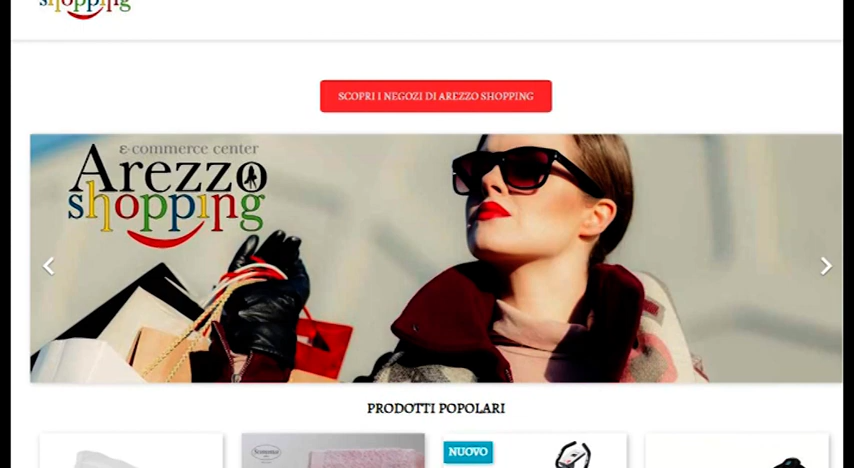 shopping
SCOPRI I NEGOZI DI AREZZO SHOPPING
ε-commerce center
Arezzo
shopping
PRODOTTI POPOLARI
NUOVO